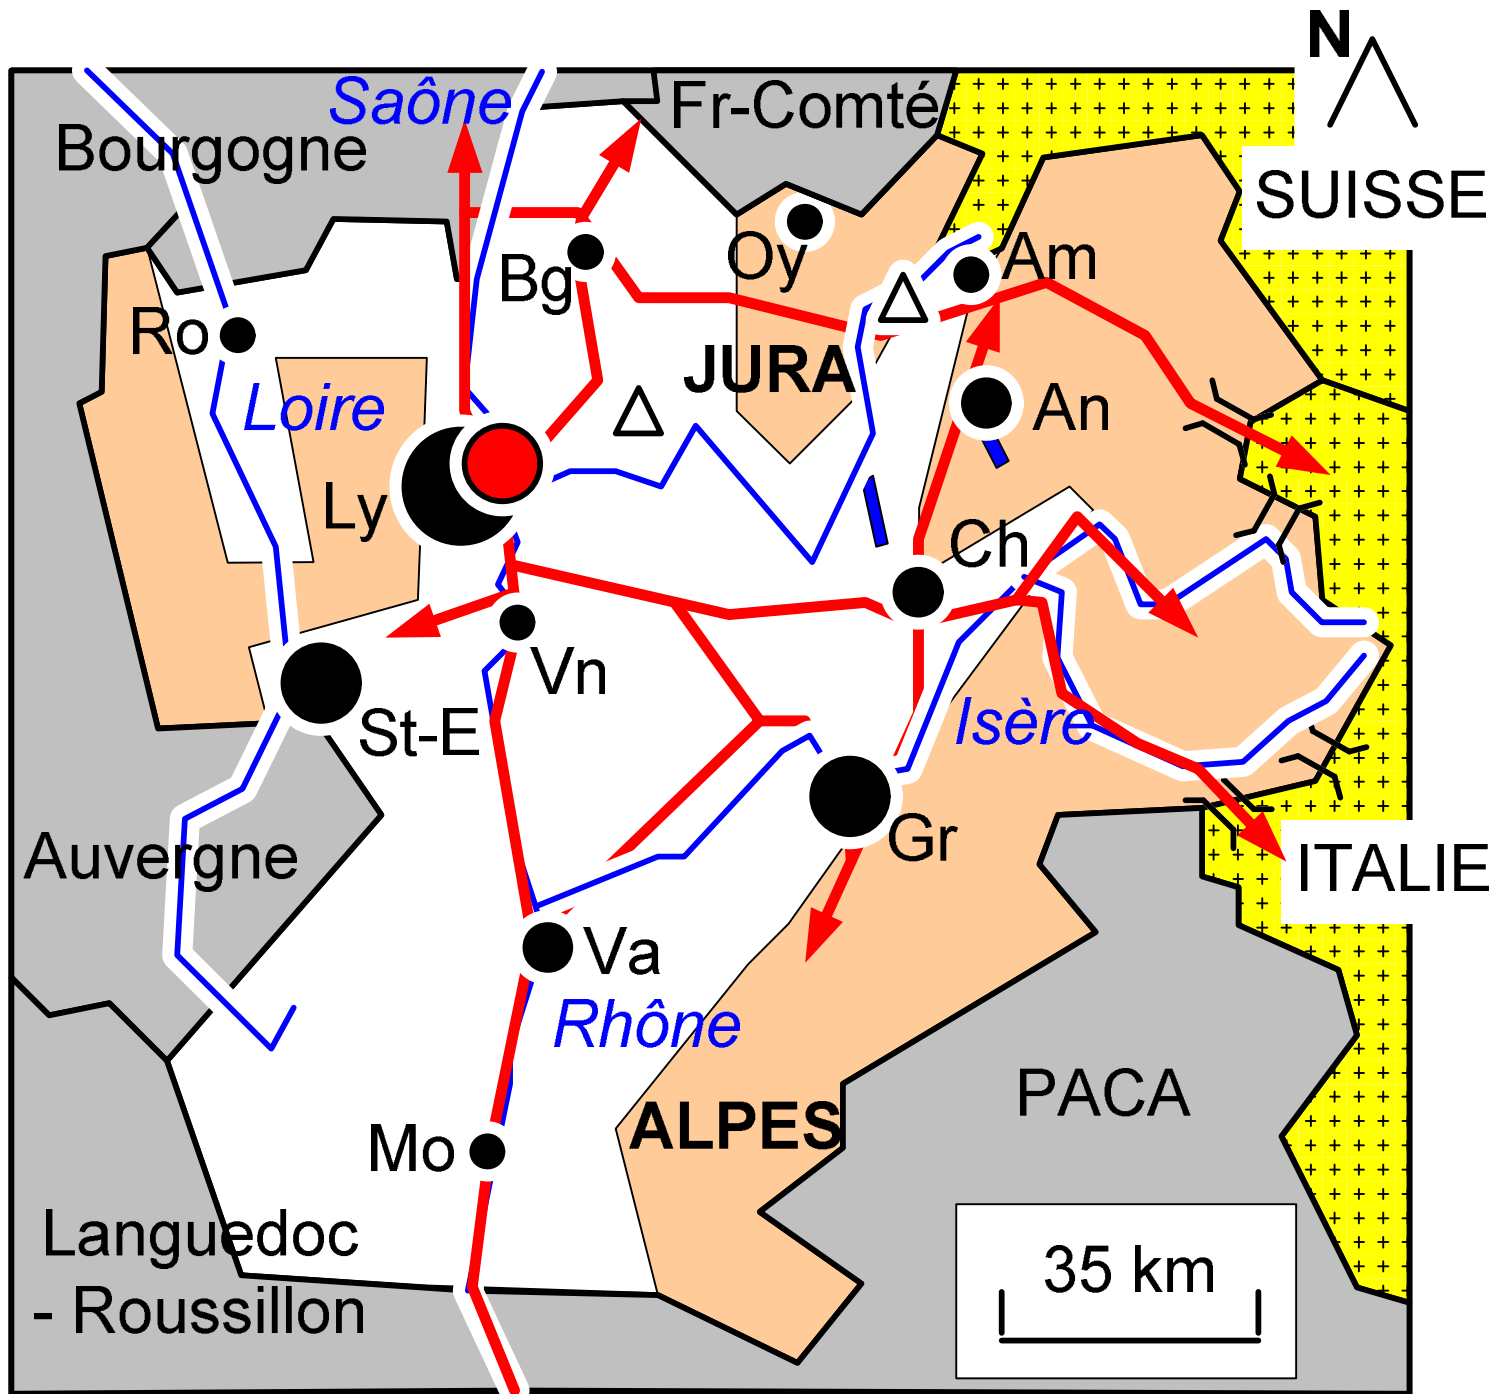 N
Saône
Fr-Comté
Bourgogne
SUISSE
Oy
Am
Bg
Ro
JURA
Loire
An
Ly
Ch
Vn
St-E
Isère
Gr
Auvergne
ITALIE
Va
Rhône
PACA
ALPES
Mo
Languedoc
- Roussillon
35 km